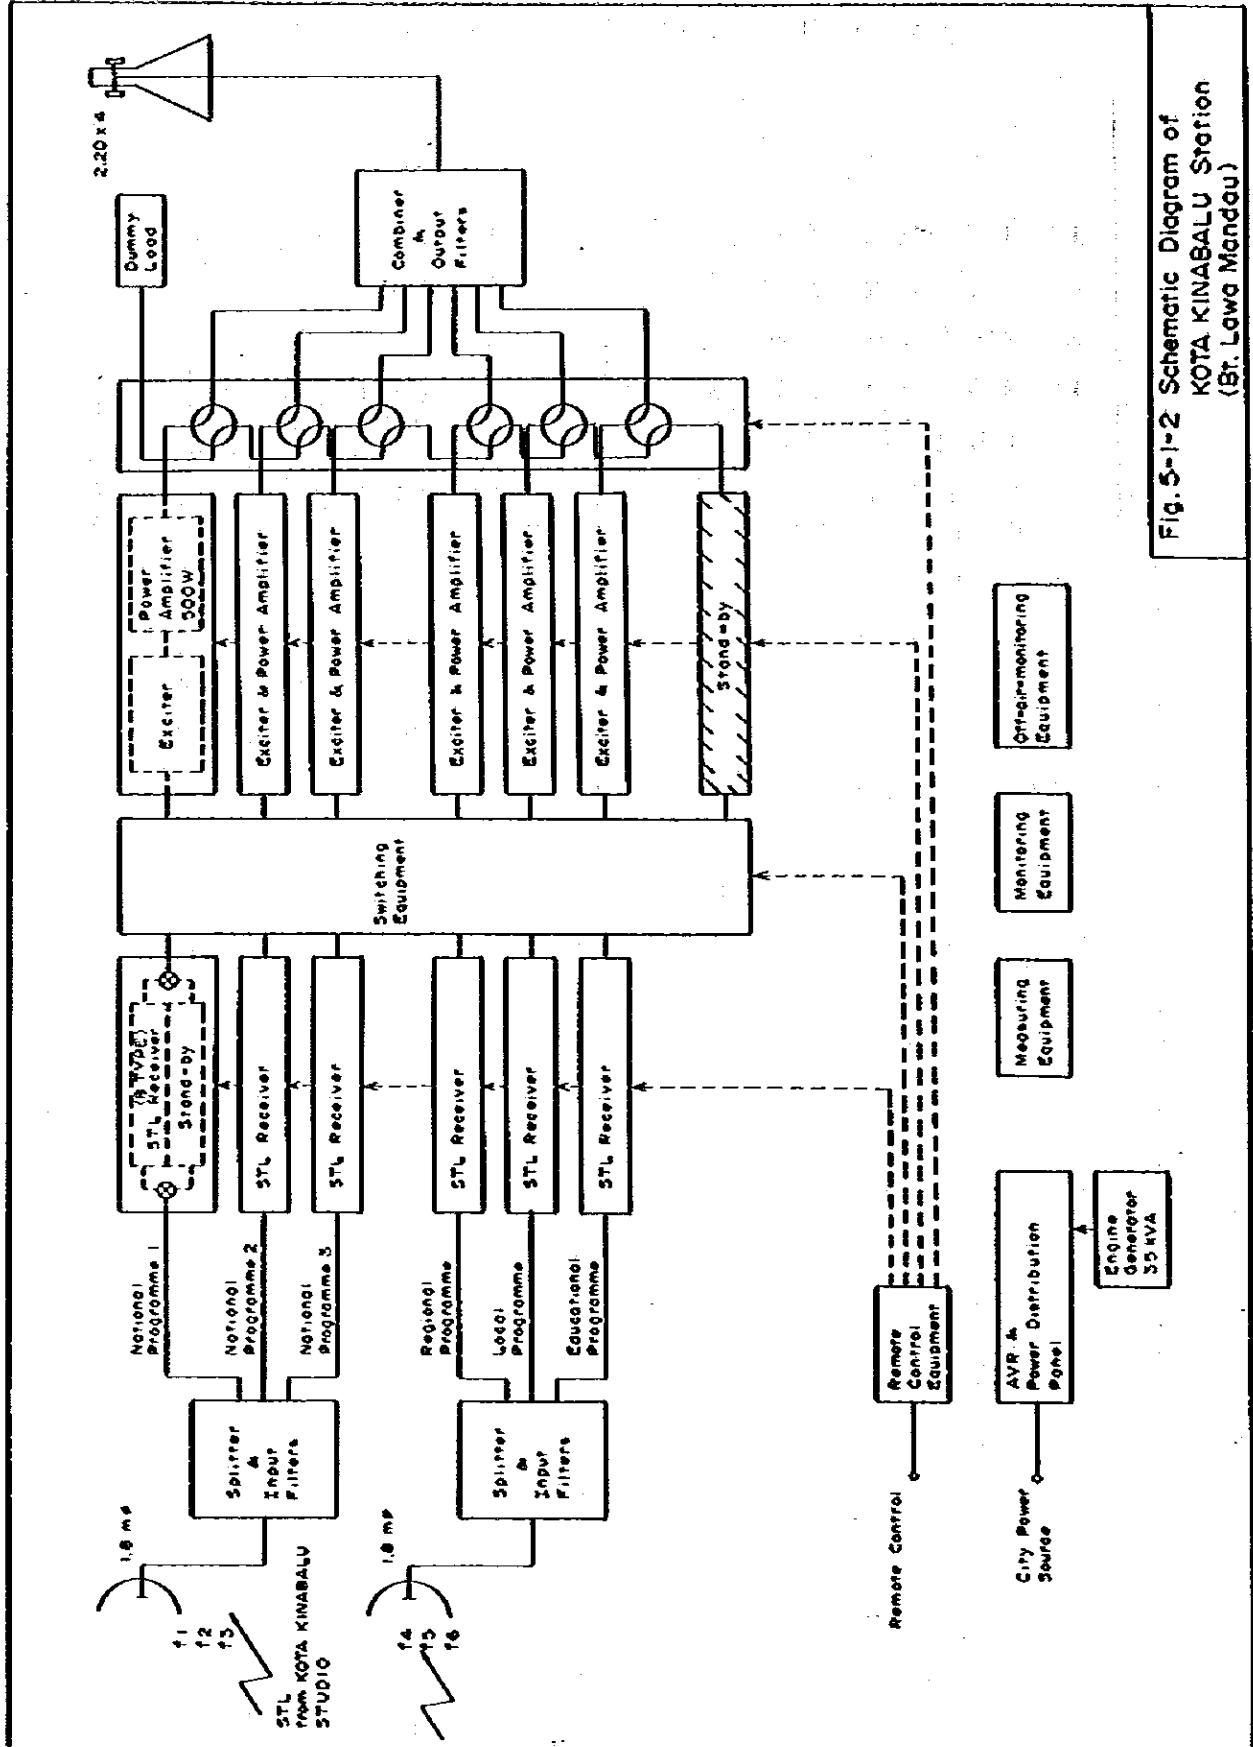 1.8 mφ
f1
f2
f3
STL
from KOTA KINABALU
STUDIO
Splitter
&
Input
Filters
National
Programme 1
National
Programme 2
National
Programme 3
(A TYPE)
STL Receiver
Stand-by
STL Receiver
STL Receiver
1.8 mφ
f4
f5
f6
Splitter
&
Input
Filters
Regional
Programme
Local
Programme
Educational
Programme
STL Receiver
STL Receiver
STL Receiver
Switching
Equipment
Exciter
Power
Amplifier
500W
Exciter & Power Amplifier
Exciter & Power Amplifier
Exciter & Power Amplifier
Exciter & Power Amplifier
Exciter & Power Amplifier
Stand-by
Dummy
Load
2.20 x 4
Combiner
&
Output
Filters
Remote Control
Remote
Control
Equipment
City Power
Source
AVR &
Power Distribution
Panel
Engine
Generator
35 kVA
Measuring
Equipment
Monitoring
Equipment
Off-air-monitoring
Equipment
Fig. 5-1-2 Schematic Diagram of
KOTA KINABALU Station
(Bt. Lawa Mandau)